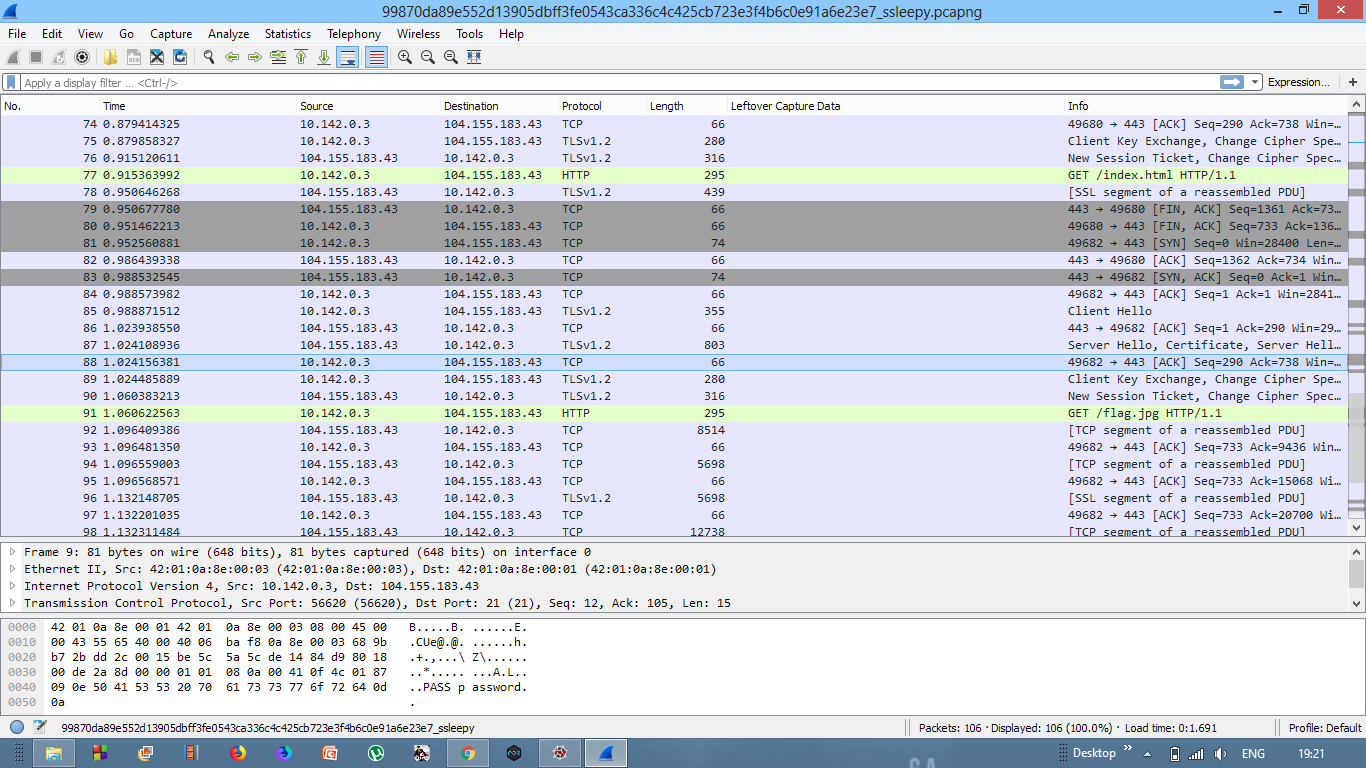 99870da89e552d13905dbff3fe0543ca336c4c425cb723e3f4b6c0e91a6e23e7_ssleepy.pcapng
File Edit View Go Capture Analyze Statistics Telephony Wireless Tools Help
Apply a display filter ... <Ctrl-/> Expression... +
No. Time Source Destination Protocol Length Leftover Capture Data Info
74 0.879414325 10.142.0.3 104.155.183.43 TCP 66 49680 → 443 [ACK] Seq=290 Ack=738 Win=…
75 0.879858327 10.142.0.3 104.155.183.43 TLSv1.2 280 Client Key Exchange, Change Cipher Spe…
76 0.915120611 104.155.183.43 10.142.0.3 TLSv1.2 316 New Session Ticket, Change Cipher Spec…
77 0.915363992 10.142.0.3 104.155.183.43 HTTP 295 GET /index.html HTTP/1.1
78 0.950646268 104.155.183.43 10.142.0.3 TLSv1.2 439 [SSL segment of a reassembled PDU]
79 0.950677780 104.155.183.43 10.142.0.3 TCP 66 443 → 49680 [FIN, ACK] Seq=1361 Ack=73…
80 0.951462213 10.142.0.3 104.155.183.43 TCP 66 49680 → 443 [FIN, ACK] Seq=733 Ack=136…
81 0.952560881 10.142.0.3 104.155.183.43 TCP 74 49682 → 443 [SYN] Seq=0 Win=28400 Len=…
82 0.986439338 104.155.183.43 10.142.0.3 TCP 66 443 → 49680 [ACK] Seq=1362 Ack=734 Win…
83 0.988532545 104.155.183.43 10.142.0.3 TCP 74 443 → 49682 [SYN, ACK] Seq=0 Ack=1 Win…
84 0.988573982 10.142.0.3 104.155.183.43 TCP 66 49682 → 443 [ACK] Seq=1 Ack=1 Win=2841…
85 0.988871512 10.142.0.3 104.155.183.43 TLSv1.2 355 Client Hello
86 1.023938550 104.155.183.43 10.142.0.3 TCP 66 443 → 49682 [ACK] Seq=1 Ack=290 Win=29…
87 1.024108936 104.155.183.43 10.142.0.3 TLSv1.2 803 Server Hello, Certificate, Server Hell…
88 1.024156381 10.142.0.3 104.155.183.43 TCP 66 49682 → 443 [ACK] Seq=290 Ack=738 Win=…
89 1.024485889 10.142.0.3 104.155.183.43 TLSv1.2 280 Client Key Exchange, Change Cipher Spe…
90 1.060383213 104.155.183.43 10.142.0.3 TLSv1.2 316 New Session Ticket, Change Cipher Spec…
91 1.060622563 10.142.0.3 104.155.183.43 HTTP 295 GET /flag.jpg HTTP/1.1
92 1.096409386 104.155.183.43 10.142.0.3 TCP 8514 [TCP segment of a reassembled PDU]
93 1.096481350 10.142.0.3 104.155.183.43 TCP 66 49682 → 443 [ACK] Seq=733 Ack=9436 Win…
94 1.096559003 104.155.183.43 10.142.0.3 TCP 5698 [TCP segment of a reassembled PDU]
95 1.096568571 10.142.0.3 104.155.183.43 TCP 66 49682 → 443 [ACK] Seq=733 Ack=15068 Wi…
96 1.132148705 104.155.183.43 10.142.0.3 TLSv1.2 5698 [SSL segment of a reassembled PDU]
97 1.132201035 10.142.0.3 104.155.183.43 TCP 66 49682 → 443 [ACK] Seq=733 Ack=20700 Wi…
98 1.132311484 104.155.183.43 10.142.0.3 TCP 12738 [TCP segment of a reassembled PDU]
Frame 9: 81 bytes on wire (648 bits), 81 bytes captured (648 bits) on interface 0
Ethernet II, Src: 42:01:0a:8e:00:03 (42:01:0a:8e:00:03), Dst: 42:01:0a:8e:00:01 (42:01:0a:8e:00:01)
Internet Protocol Version 4, Src: 10.142.0.3, Dst: 104.155.183.43
Transmission Control Protocol, Src Port: 56620 (56620), Dst Port: 21 (21), Seq: 12, Ack: 105, Len: 15
0000 42 01 0a 8e 00 01 42 01 0a 8e 00 03 08 00 45 00 B.....B. ......E.
0010 00 43 55 65 40 00 40 06 ba f8 0a 8e 00 03 68 9b .CUe@.@. ......h.
0020 b7 2b dd 2c 00 15 be 5c 5a 5c de 14 84 d9 80 18 .+.,...\ Z\......
0030 00 de 2a 8d 00 00 01 01 08 0a 00 41 0f 4c 01 87 ..*..... ...A.L..
0040 09 0e 50 41 53 53 20 70 61 73 73 77 6f 72 64 0d ..PASS p assword.
0050 0a .
99870da89e552d13905dbff3fe0543ca336c4c425cb723e3f4b6c0e91a6e23e7_ssleepy Packets: 106 · Displayed: 106 (100.0%) · Load time: 0:1.691 Profile: Default
Desktop » ENG 19:21